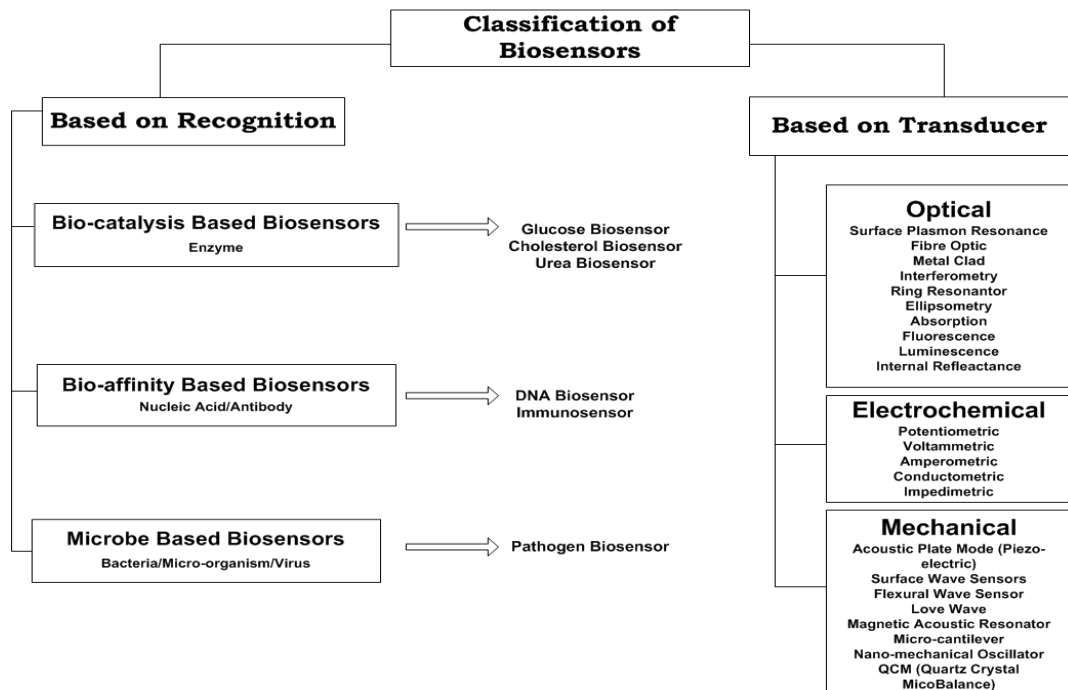 Classification of
Biosensors
Based on Recognition
Based on Transducer
Bio-catalysis Based Biosensors
Enzyme
Glucose Biosensor
Cholesterol Biosensor
Urea Biosensor
Bio-affinity Based Biosensors
Nucleic Acid/Antibody
DNA Biosensor
Immunosensor
Microbe Based Biosensors
Bacteria/Micro-organism/Virus
Pathogen Biosensor
Optical
Surface Plasmon Resonance
Fibre Optic
Metal Clad
Interferometry
Ring Resonantor
Ellipsometry
Absorption
Fluorescence
Luminescence
Internal Refleactance
Electrochemical
Potentiometric
Voltammetric
Amperometric
Conductometric
Impedimetric
Mechanical
Acoustic Plate Mode (Piezo-
electric)
Surface Wave Sensors
Flexural Wave Sensor
Love Wave
Magnetic Acoustic Resonator
Micro-cantilever
Nano-mechanical Oscillator
QCM (Quartz Crystal
MicoBalance)